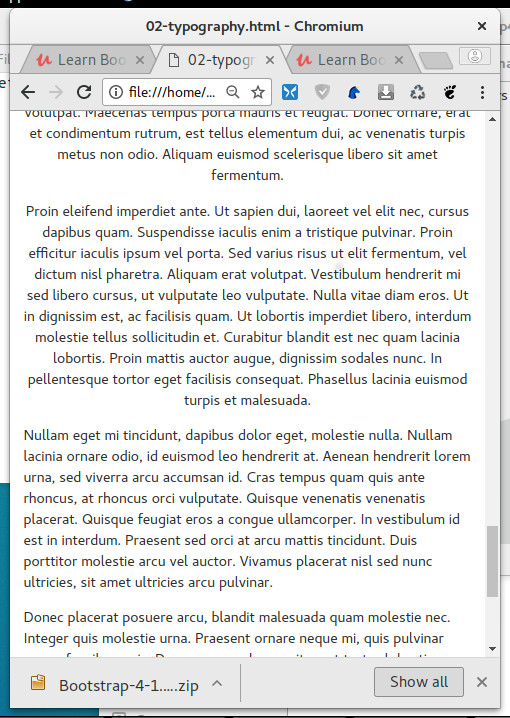 02-typography.html - Chromium
Learn Boo
02-typogr
Learn Boo
file:///home/...
volutpat. Maecenas tempus porta mauris et feugiat. Donec ornare, erat
et condimentum rutrum, est tellus elementum dui, ac venenatis turpis
metus non odio. Aliquam euismod scelerisque libero sit amet
fermentum.
Proin eleifend imperdiet ante. Ut sapien dui, laoreet vel elit nec, cursus
dapibus quam. Suspendisse iaculis enim a tristique pulvinar. Proin
efficitur iaculis ipsum vel porta. Sed varius risus ut elit fermentum, vel
dictum nisl pharetra. Aliquam erat volutpat. Vestibulum hendrerit mi
sed libero cursus, ut vulputate leo vulputate. Nulla vitae diam eros. Ut
in dignissim est, ac facilisis quam. Ut lobortis imperdiet libero, interdum
molestie tellus sollicitudin et. Curabitur blandit est nec quam lacinia
lobortis. Proin mattis auctor augue, dignissim sodales nunc. In
pellentesque tortor eget facilisis consequat. Phasellus lacinia euismod
turpis et malesuada.
Nullam eget mi tincidunt, dapibus dolor eget, molestie nulla. Nullam
lacinia ornare odio, id euismod leo hendrerit at. Aenean hendrerit lorem
urna, sed viverra arcu accumsan id. Cras tempus quam quis ante
rhoncus, at rhoncus orci vulputate. Quisque venenatis venenatis
placerat. Quisque feugiat eros a congue ullamcorper. In vestibulum id
est in interdum. Praesent sed orci at arcu mattis tincidunt. Duis
porttitor molestie arcu vel auctor. Vivamus placerat nisl sed nunc
ultricies, sit amet ultricies arcu pulvinar.
Donec placerat posuere arcu, blandit malesuada quam molestie nec.
Integer quis molestie urna. Praesent ornare neque mi, quis pulvinar
Bootstrap-4-1.....zip
Show all